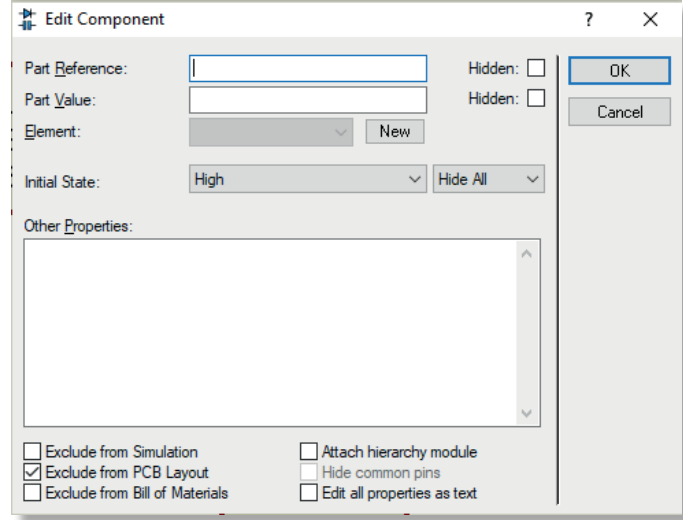 Edit Component ? X
Part Reference: Hidden:
Part Value: Hidden:
Element: New
Initial State: High Hide All
Other Properties:
OK
Cancel
Exclude from Simulation Attach hierarchy module
Exclude from PCB Layout Hide common pins
Exclude from Bill of Materials Edit all properties as text